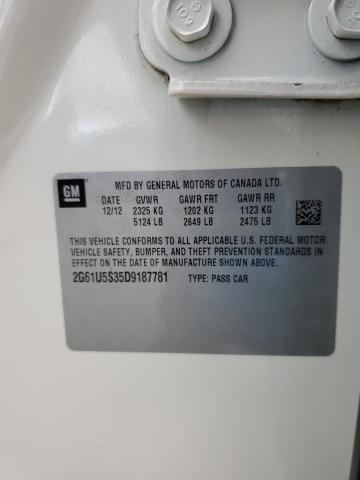 GM
MFD BY GENERAL MOTORS OF CANADA LTD.
DATE GVWR GAWR FRT GAWR RR
12/12 2325 KG 1202 KG 1123 KG
5124 LB 2649 LB 2475 LB
THIS VEHICLE CONFORMS TO ALL APPLICABLE U.S. FEDERAL MOTOR
VEHICLE SAFETY, BUMPER, AND THEFT PREVENTION STANDARDS
IN EFFECT ON THE DATE OF MANUFACTURE SHOWN ABOVE.
2G61U5S35D9187781 TYPE: PASS CAR